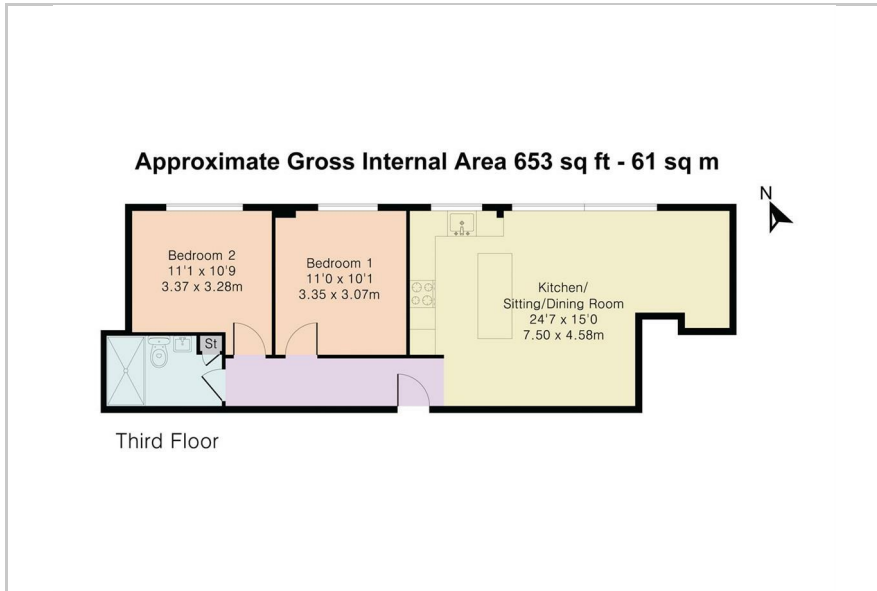 Approximate Gross Internal Area 653 sq ft - 61 sq m
N
Bedroom 2
11'1 x 10'9
3.37 x 3.28m
Bedroom 1
11'0 x 10'1
3.35 x 3.07m
Kitchen/
Sitting/Dining Room
24'7 x 15'0
7.50 x 4.58m
St
Third Floor